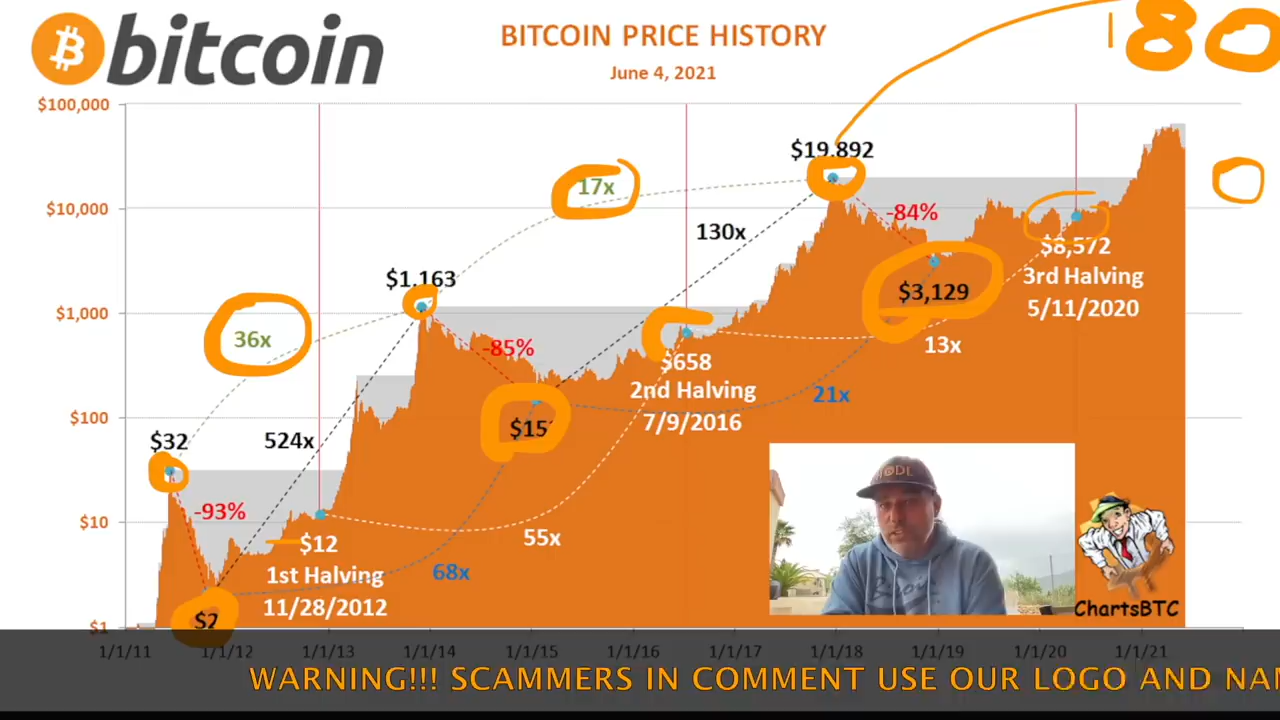 bitcoin
BITCOIN PRICE HISTORY
June 4, 2021
180
$100,000
$10,000
$1,000
$100
$10
$1
$19,892
17x
-84%
130x
$8,572
3rd Halving
5/11/2020
$1,163
$3,129
36x
-85%
13x
$658
2nd Halving
7/9/2016
21x
$15
$32
524x
-93%
HODL
$12
1st Halving
11/28/2012
55x
68x
$2
ChartsBTC
1/1/11 1/1/12 1/1/13 1/1/14 1/1/15 1/1/16 1/1/17 1/1/18 1/1/19 1/1/20 1/1/21
WARNING!!! SCAMMERS IN COMMENT USE OUR LOGO AND NA